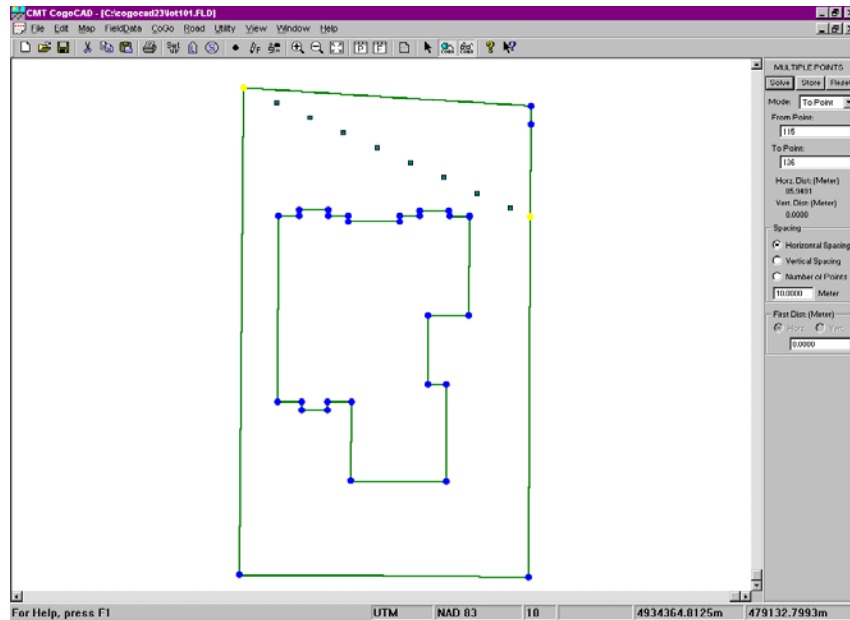 CMT CogoCAD - [C:\cogocad23\lot101.FLD]
File Edit Map FieldData CoGo Road Utility View Window Help
MULTIPLE POINTS
Solve Store Reset
Mode: To Point
From Point:
115
To Point:
136
Horz. Dist: (Meter)
85.9491
Vert. Dist: (Meter)
0.0000
Spacing
Horizontal Spacing
Vertical Spacing
Number of Points
10.0000 Meter
First Dist: (Meter)
Horz. Vert.
0.0000
For Help, press F1 UTM NAD 83 10 4934364.8125m 479132.7993m